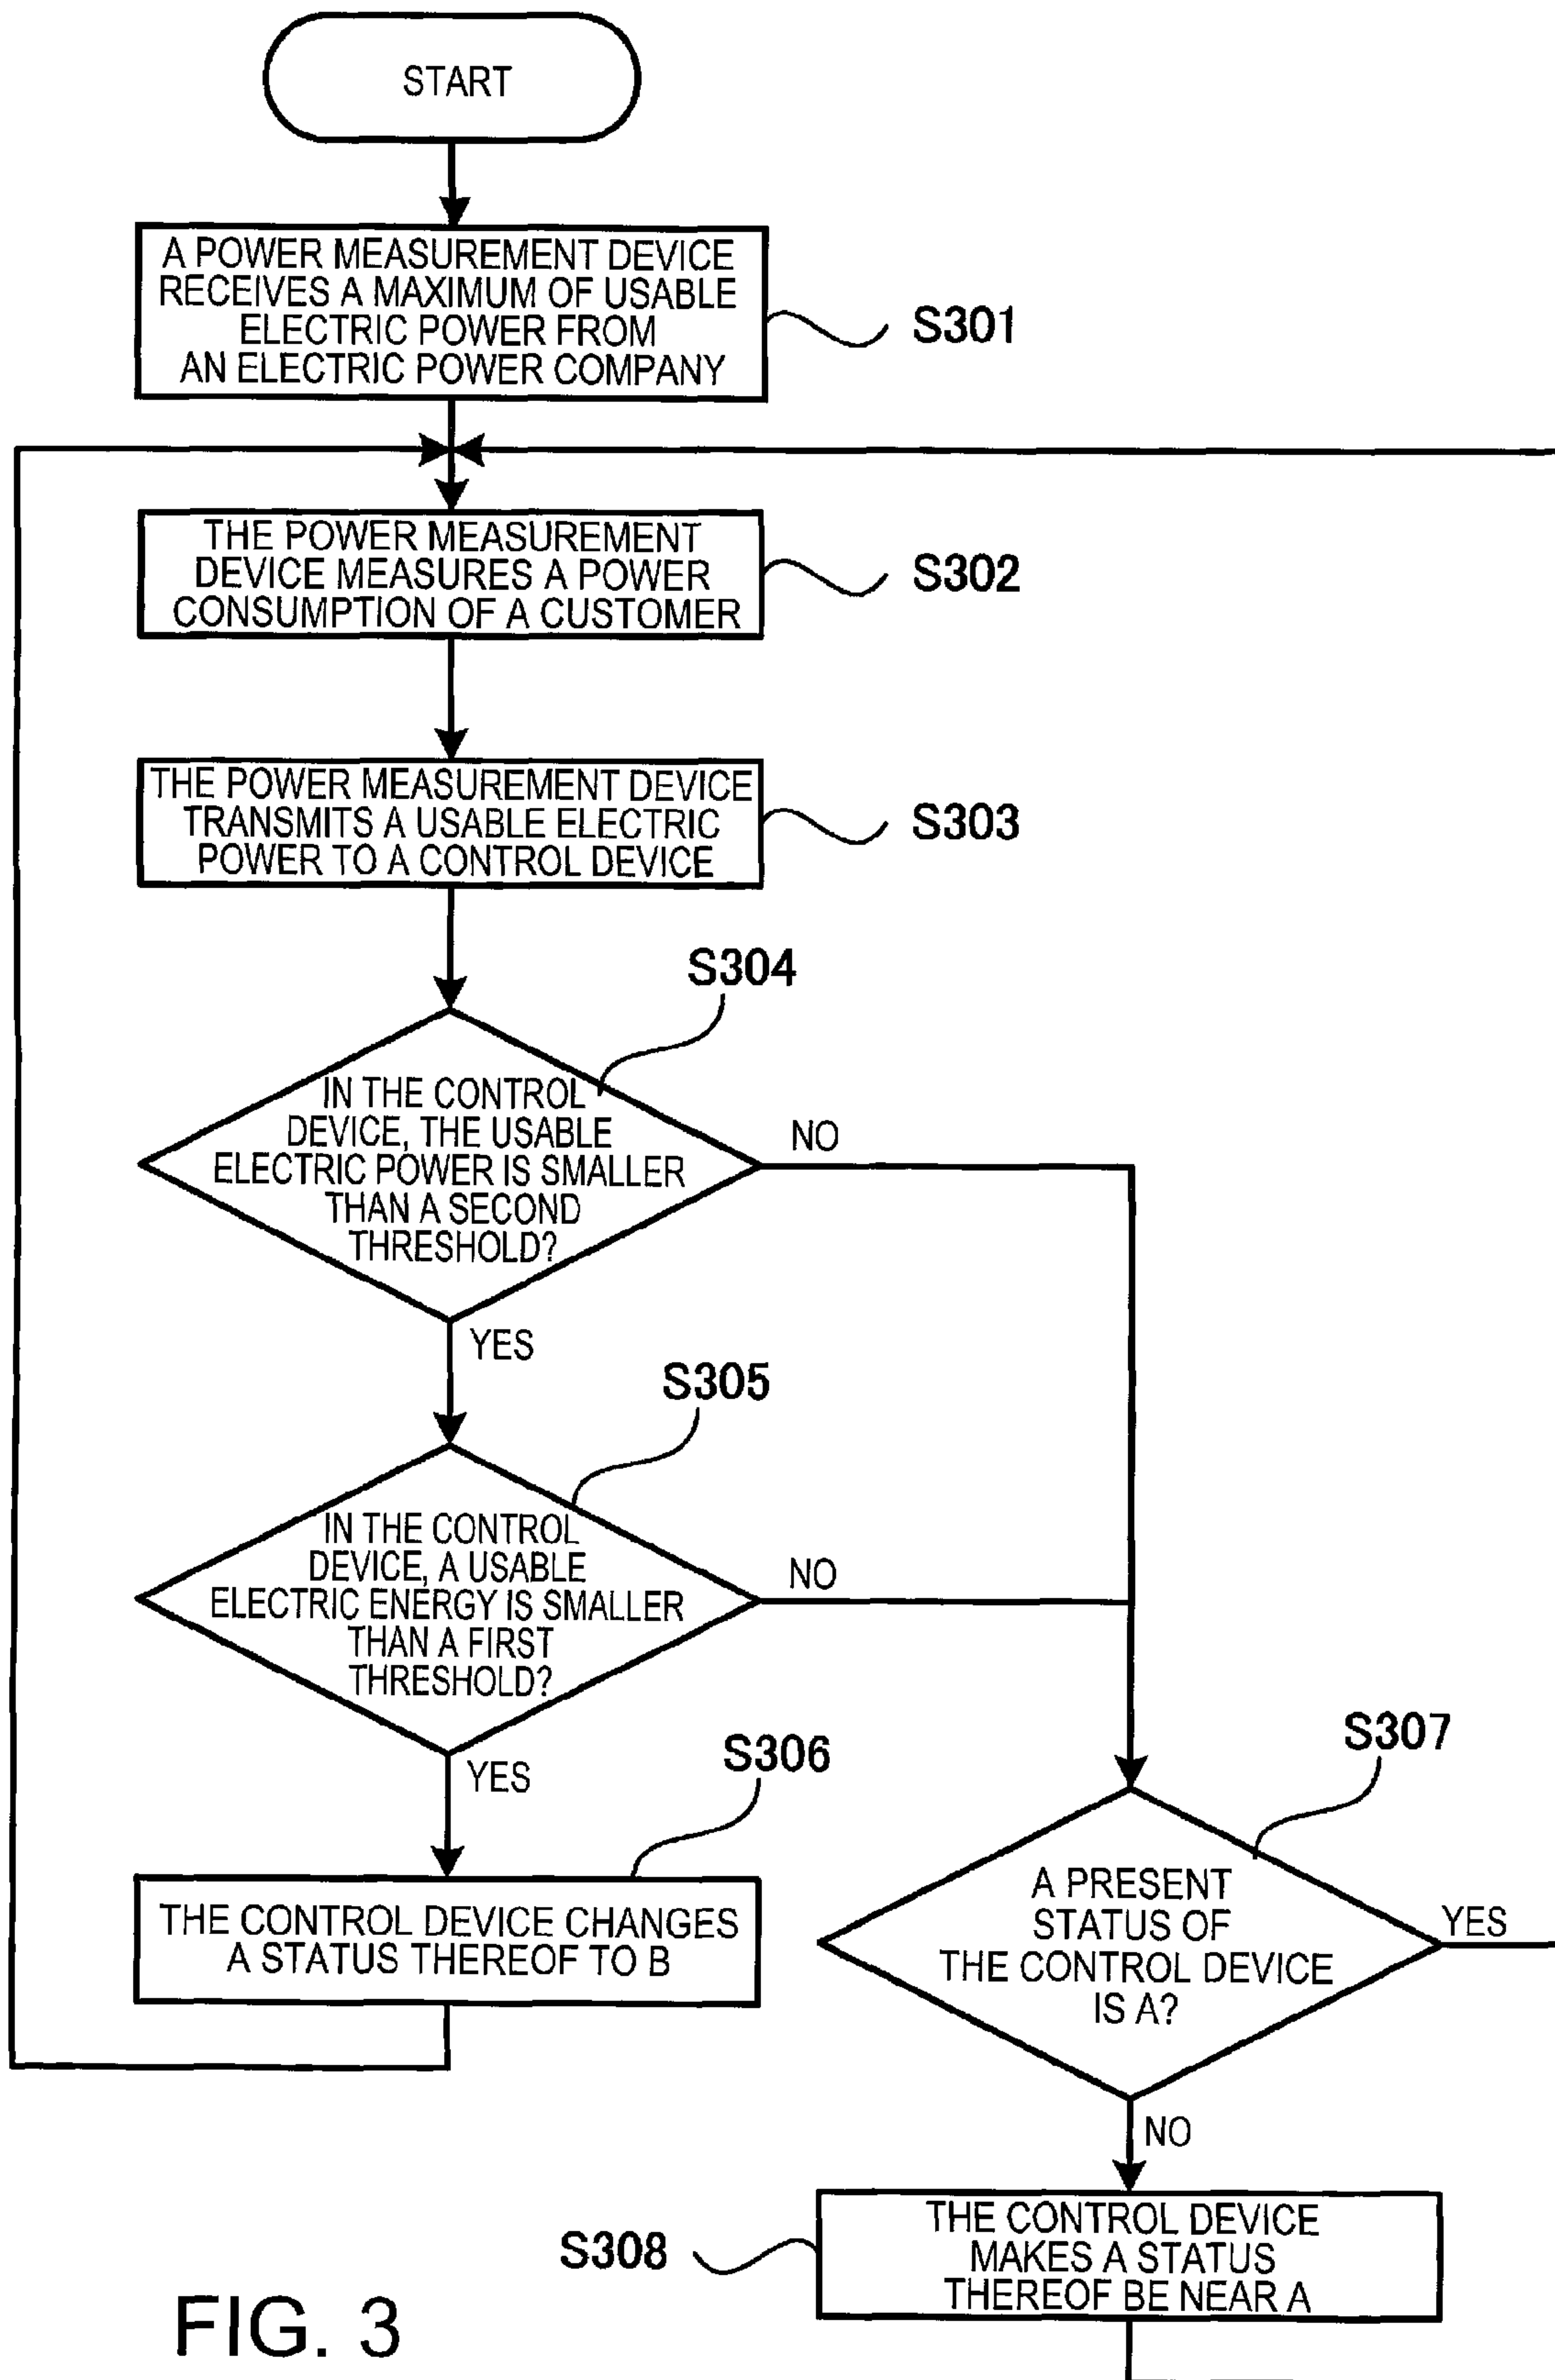 START
A POWER MEASUREMENT DEVICE
RECEIVES A MAXIMUM OF USABLE
ELECTRIC POWER FROM
AN ELECTRIC POWER COMPANY
S301
THE POWER MEASUREMENT
DEVICE MEASURES A POWER
CONSUMPTION OF A CUSTOMER
S302
THE POWER MEASUREMENT DEVICE
TRANSMITS A USABLE ELECTRIC
POWER TO A CONTROL DEVICE
S303
S304
IN THE CONTROL
DEVICE, THE USABLE
ELECTRIC POWER IS SMALLER
THAN A SECOND
THRESHOLD?
NO
YES
S305
IN THE CONTROL
DEVICE, A USABLE
ELECTRIC ENERGY IS SMALLER
THAN A FIRST
THRESHOLD?
NO
YES
S306
THE CONTROL DEVICE CHANGES
A STATUS THEREOF TO B
S307
A PRESENT
STATUS OF
THE CONTROL DEVICE
IS A?
YES
NO
S308
THE CONTROL DEVICE
MAKES A STATUS
THEREOF BE NEAR A
FIG. 3